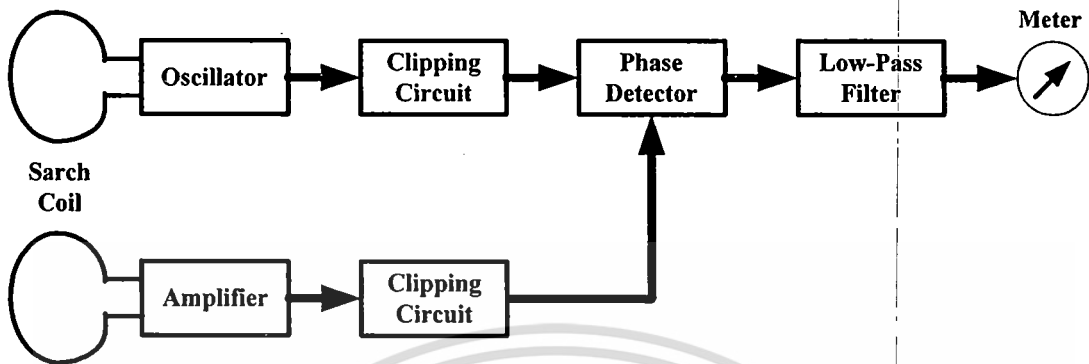 Meter
Oscillator
Clipping
Circuit
Phase
Detector
Low-Pass
Filter
Sarch
Coil
Amplifier
Clipping
Circuit